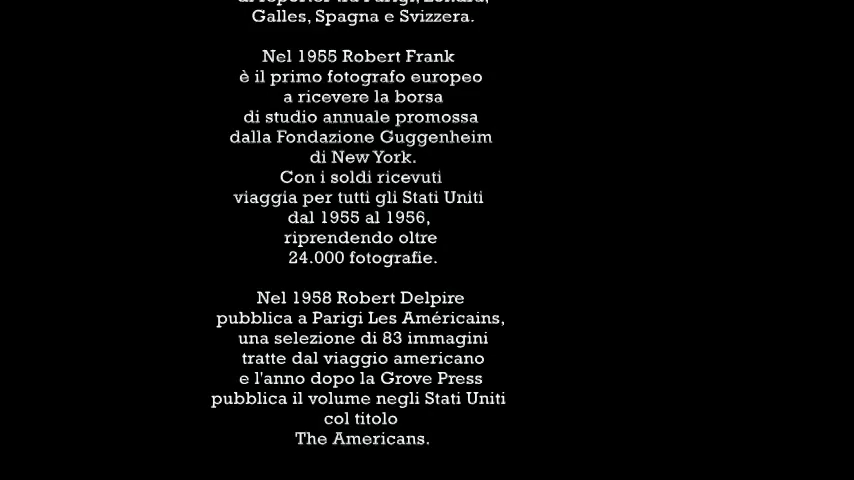 Galles, Spagna e Svizzera.
Nel 1955 Robert Frank
è il primo fotografo europeo
a ricevere la borsa
di studio annuale promossa
dalla Fondazione Guggenheim
di New York.
Con i soldi ricevuti
viaggia per tutti gli Stati Uniti
dal 1955 al 1956,
riprendendo oltre
24.000 fotografie.
Nel 1958 Robert Delpire
pubblica a Parigi Les Américains,
una selezione di 83 immagini
tratte dal viaggio americano
e l'anno dopo la Grove Press
pubblica il volume negli Stati Uniti
col titolo
The Americans.